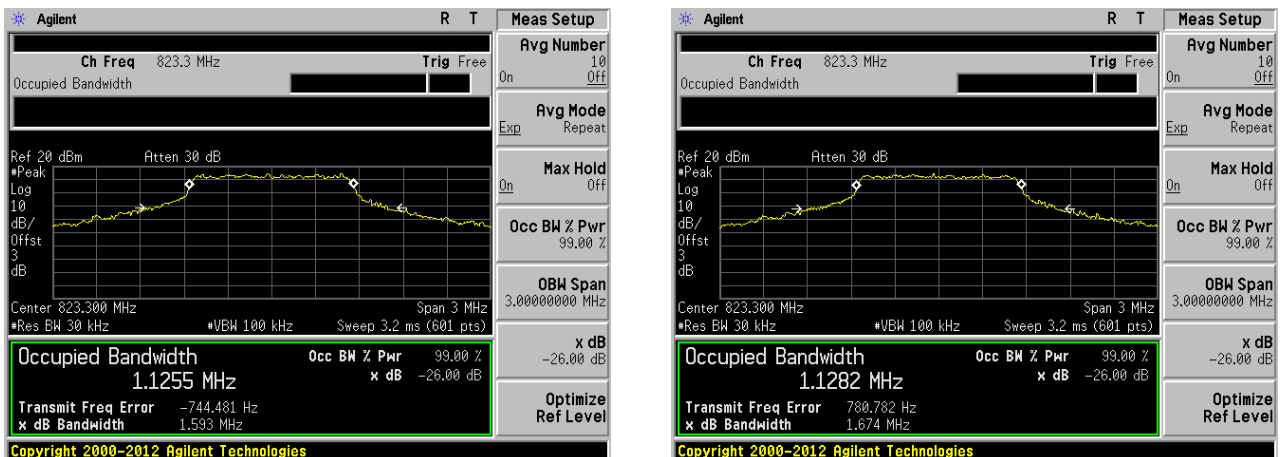 Agilent R T Meas Setup
Ch Freq 823.3 MHz Trig Free
Occupied Bandwidth
Avg Number
10
On Off
Avg Mode
Exp Repeat
Ref 20 dBm Atten 30 dB
#Peak
Log
10
dB/
Offst
3
dB
Max Hold
On Off
Occ BW % Pwr
99.00 %
OBW Span
3.00000000 MHz
Center 823.300 MHz Span 3 MHz
#Res BW 30 kHz #VBW 100 kHz Sweep 3.2 ms (601 pts)
x dB
-26.00 dB
Occupied Bandwidth Occ BW % Pwr 99.00 %
1.1255 MHz x dB -26.00 dB
Transmit Freq Error -744.481 Hz
x dB Bandwidth 1.593 MHz
Optimize
Ref Level
Copyright 2000-2012 Agilent Technologies
Agilent R T Meas Setup
Ch Freq 823.3 MHz Trig Free
Occupied Bandwidth
Avg Number
10
On Off
Avg Mode
Exp Repeat
Ref 20 dBm Atten 30 dB
#Peak
Log
10
dB/
Offst
3
dB
Max Hold
On Off
Occ BW % Pwr
99.00 %
OBW Span
3.00000000 MHz
Center 823.300 MHz Span 3 MHz
#Res BW 30 kHz #VBW 100 kHz Sweep 3.2 ms (601 pts)
x dB
-26.00 dB
Occupied Bandwidth Occ BW % Pwr 99.00 %
1.1282 MHz x dB -26.00 dB
Transmit Freq Error 780.782 Hz
x dB Bandwidth 1.674 MHz
Optimize
Ref Level
Copyright 2000-2012 Agilent Technologies